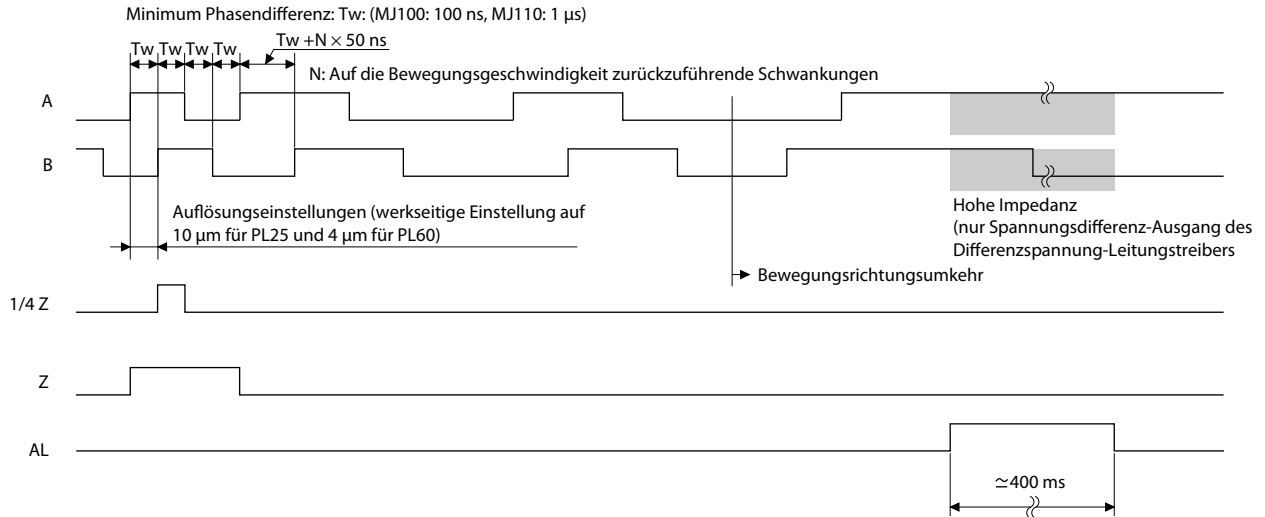 Minimum Phasendifferenz: Tw: (MJ100: 100 ns, MJ110: 1 µs)
Tw Tw Tw Tw
Tw +N × 50 ns
N: Auf die Bewegungsgeschwindigkeit zurückzuführende Schwankungen
A
B
Auflösungseinstellungen (werkseitige Einstellung auf
10 µm für PL25 und 4 µm für PL60)
Hohe Impedanz
(nur Spannungsdifferenz-Ausgang des
Differenzspannung-Leitungstreibers
Bewegungsrichtungsumkehr
1/4 Z
Z
AL
≃400 ms